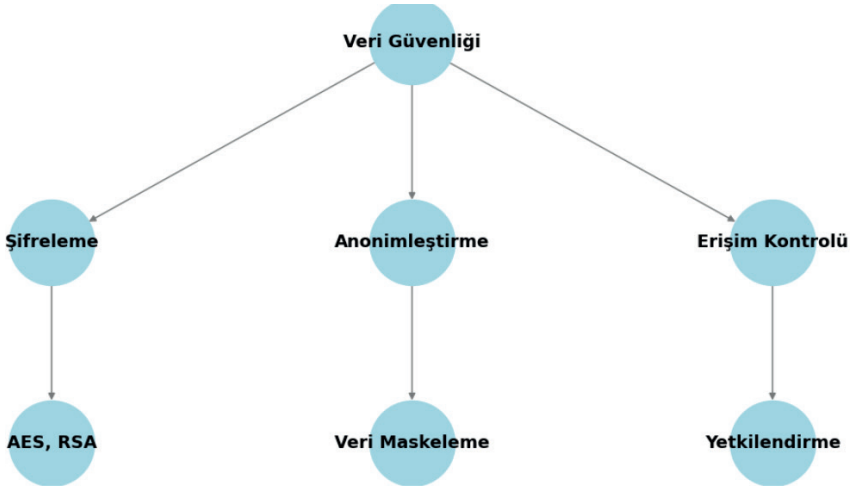 Veri Güvenliği
Şifreleme
Anonimleştirme
Erişim Kontrolü
AES, RSA
Veri Maskeleme
Yetkilendirme